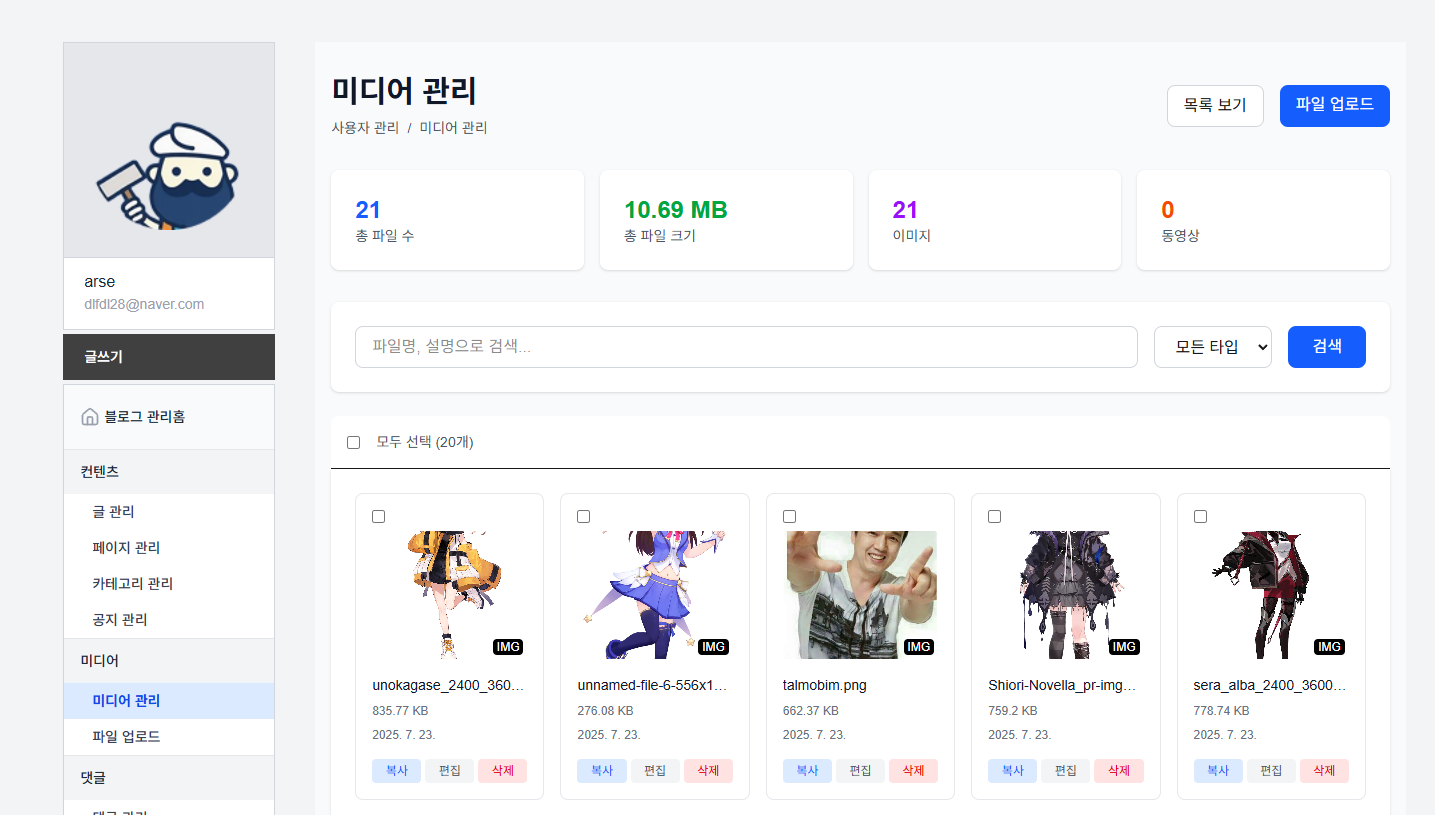 미디어 관리
사용자 관리 / 미디어 관리
목록 보기
파일 업로드
arse
dlfdl28@naver.com
글쓰기
블로그 관리홈
컨텐츠
글 관리
페이지 관리
카테고리 관리
공지 관리
미디어
미디어 관리
파일 업로드
댓글
21
총 파일 수
10.69 MB
총 파일 크기
21
이미지
0
동영상
파일명, 설명으로 검색...
모든 타입
검색
모두 선택 (20개)
IMG
unokagase_2400_360...
835.77 KB
2025. 7. 23.
복사 편집 삭제
IMG
unnamed-file-6-556x1...
276.08 KB
2025. 7. 23.
복사 편집 삭제
IMG
talmobim.png
662.37 KB
2025. 7. 23.
복사 편집 삭제
IMG
Shiori-Novella_pr-img...
759.2 KB
2025. 7. 23.
복사 편집 삭제
IMG
sera_alba_2400_3600...
778.74 KB
2025. 7. 23.
복사 편집 삭제